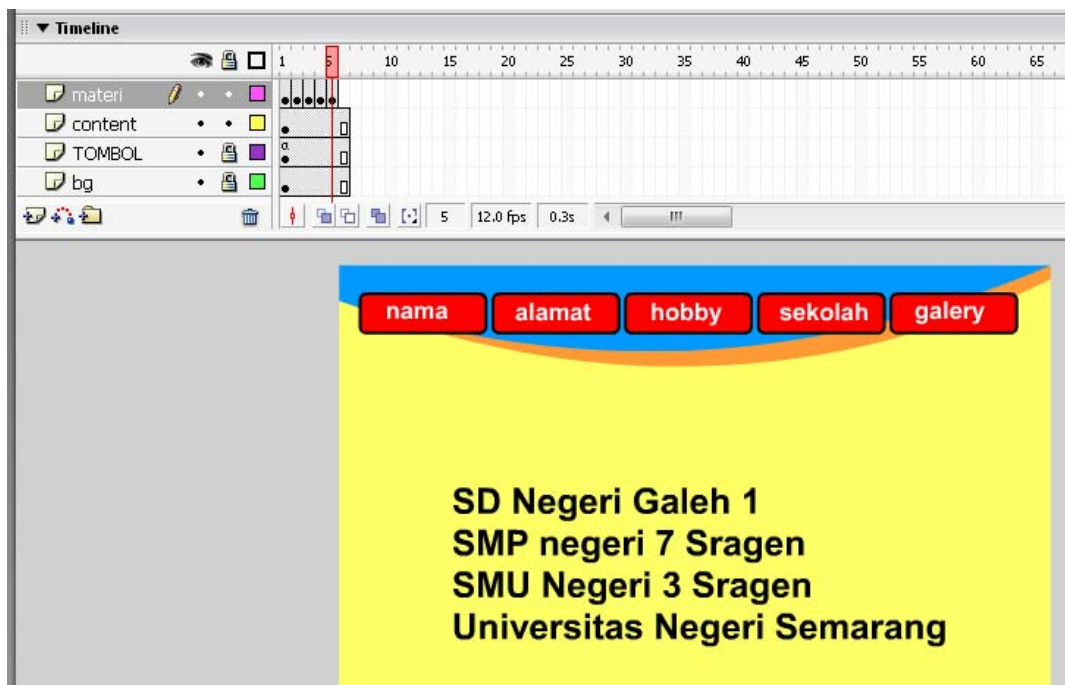 Timeline
1 5 10 15 20 25 30 35 40 45 50 55 60 65
materi
content
TOMBOL
a
bg
5 12.0 fps 0.3s
nama alamat hobby sekolah galery
SD Negeri Galeh 1
SMP negeri 7 Sragen
SMU Negeri 3 Sragen
Universitas Negeri Semarang